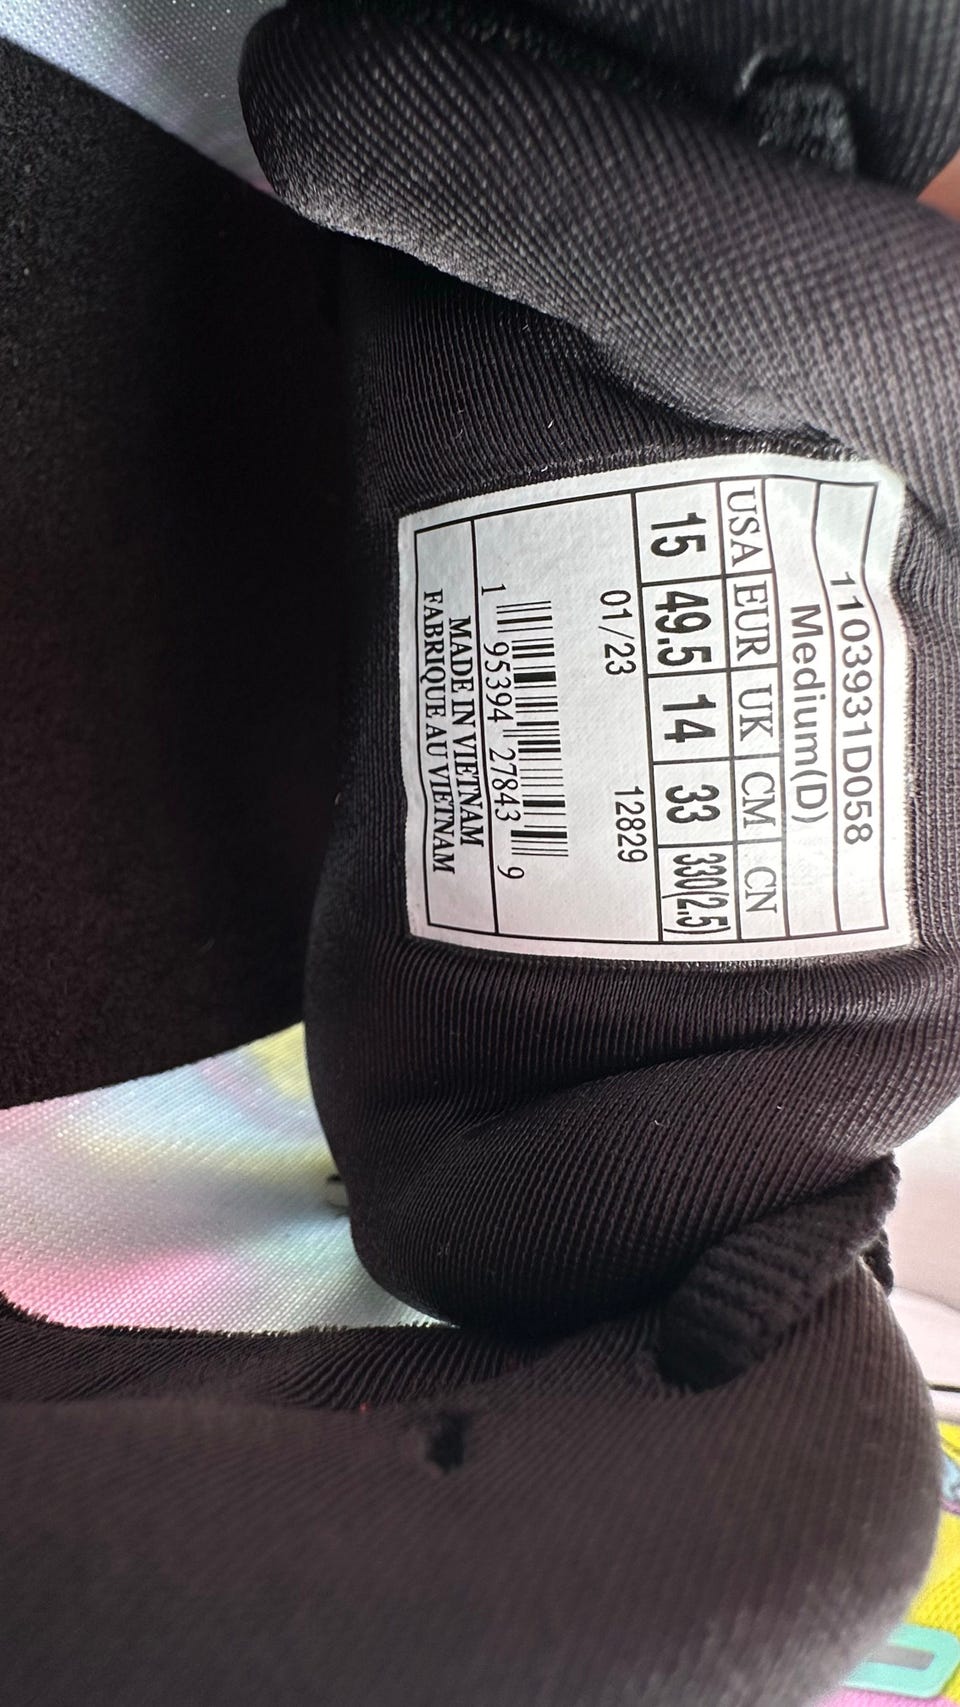 1103931D058
Medium(D)
USA EUR UK CM CN
15 49.5 14 33 330(2.5)
01/23 12829
1 95394 27843 9
MADE IN VIETNAM
FABRIQUE AU VIETNAM